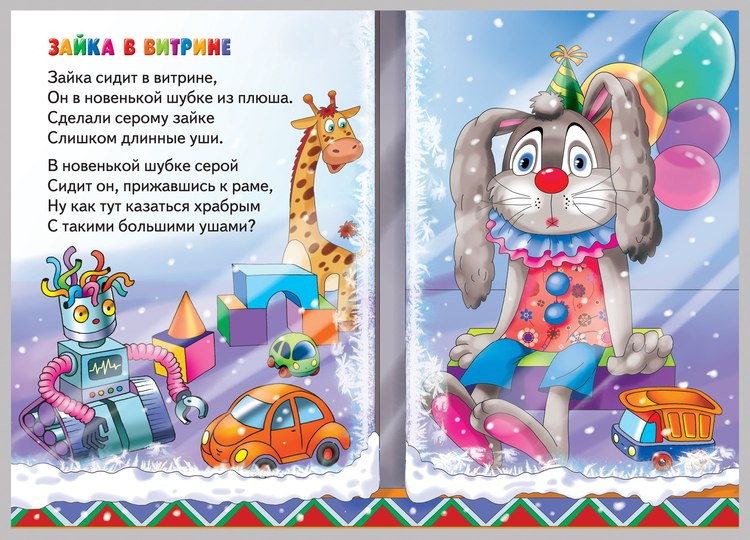 ЗАЙКА В ВИТРИНЕ
Зайка сидит в витрине,
Он в новенькой шубке из плюша.
Сделали серому зайке
Слишком длинные уши.
В новенькой шубке серой
Сидит он, прижавшись к раме,
Ну как тут казаться храбрым
С такими большими ушами?